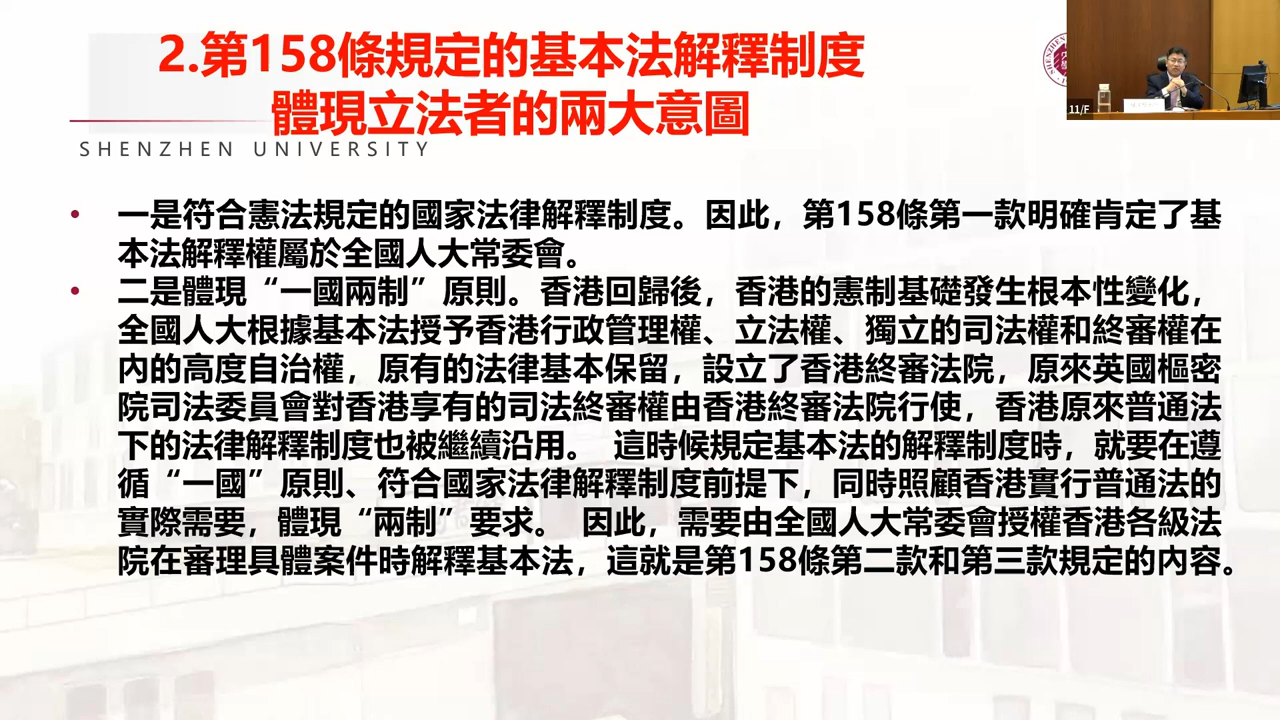 2.第158條規定的基本法解釋制度
體現立法者的兩大意圖
SHENZHEN UNIVERSITY
11/F
• 一是符合憲法規定的國家法律解釋制度。因此，第158條第一款明確肯定了基
本法解釋權屬於全國人大常委會。
• 二是體現“一國兩制”原則。香港回歸後，香港的憲制基礎發生根本性變化，
全國人大根據基本法授予香港行政管理權、立法權、獨立的司法權和終審權在
內的高度自治權，原有的法律基本保留，設立了香港終審法院，原來英國樞密
院司法委員會對香港享有的司法終審權由香港終審法院行使，香港原來普通法
下的法律解釋制度也被繼續沿用。 這時候規定基本法的解釋制度時，就要在遵
循“一國”原則、符合國家法律解釋制度前提下，同時照顧香港實行普通法的
實際需要，體現“兩制”要求。 因此，需要由全國人大常委會授權香港各級法
院在審理具體案件時解釋基本法，這就是第158條第二款和第三款規定的內容。